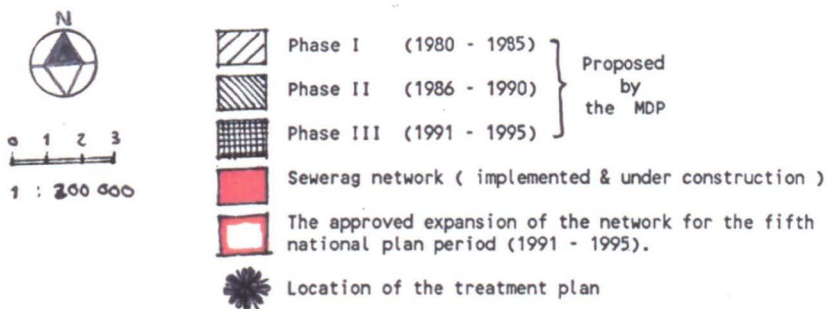 N
Phase I (1980 - 1985)
Phase II (1986 - 1990)
Phase III (1991 - 1995)
Proposed
by
the MDP
0 1 2 3
1 : 200 000
Sewerag network ( implemented & under construction )
The approved expansion of the network for the fifth
national plan period (1991 - 1995).
Location of the treatment plan